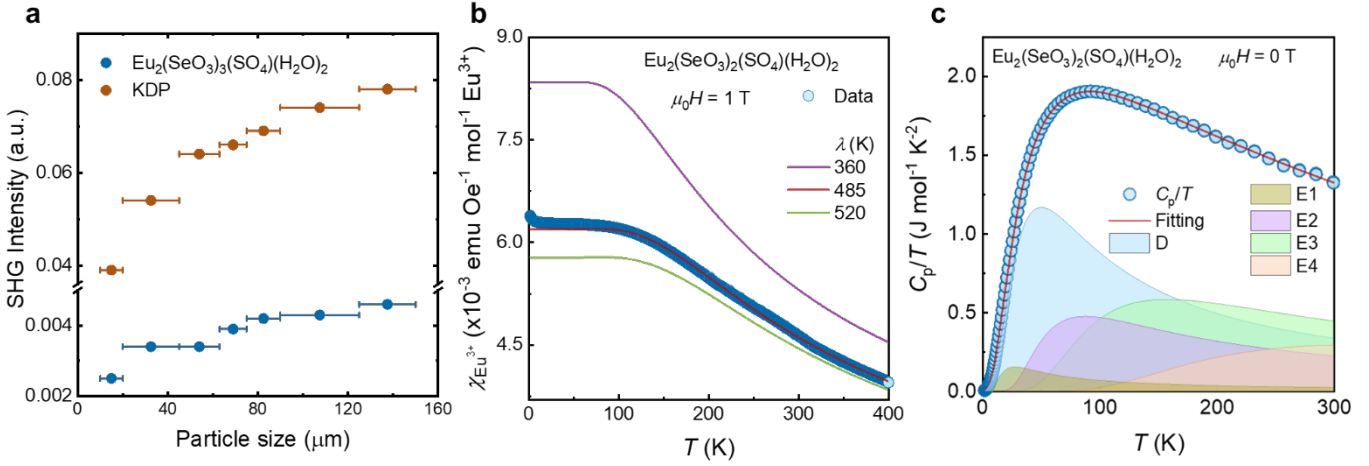 a
Eu2(SeO3)3(SO4)(H2O)2
KDP
SHG Intensity (a.u.)
0.08
0.06
0.04
0.004
0.002
0
40
80
120
160
Particle size (μm)
b
Eu2(SeO3)2(SO4)(H2O)2
μ0H = 1 T
Data
λ (K)
360
485
520
χEu3+ (x10-3 emu Oe-1 mol-1 Eu3+)
9.0
7.5
6.0
4.5
0
100
200
300
400
T (K)
c
Eu2(SeO3)2(SO4)(H2O)2 μ0H = 0 T
Cp/T
Fitting
D
E1
E2
E3
E4
Cp/T (J mol-1 K-2)
2.0
1.5
1.0
0.5
0.0
0
100
200
300
T (K)